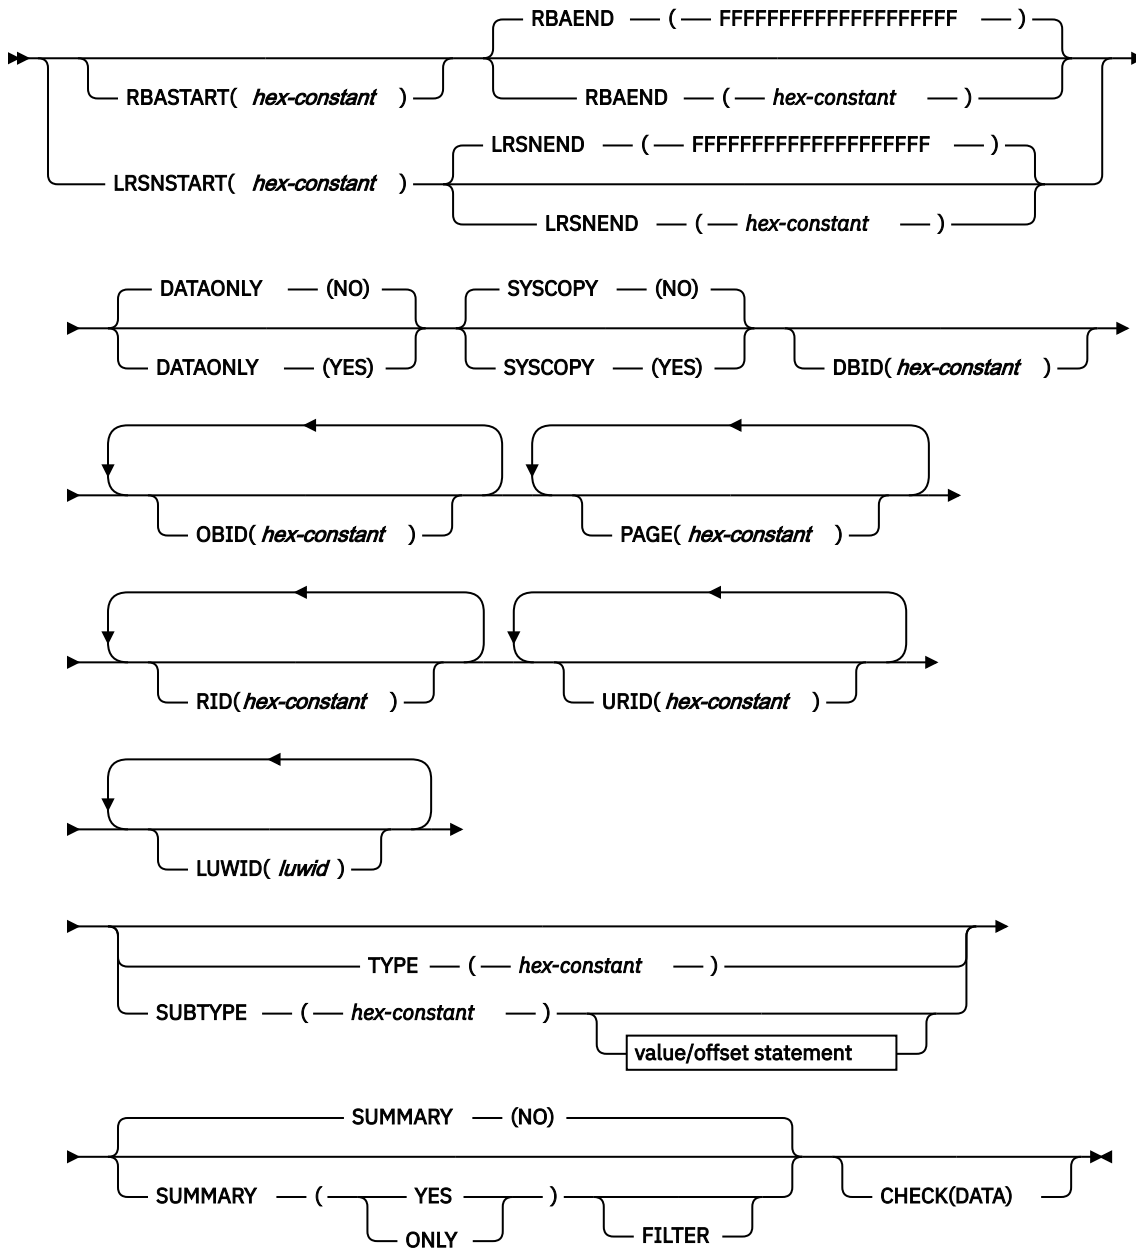 RBAEND ( FFFFFFFFFFFFFFFFFFFF )
RBASTART( hex-constant ) RBAEND ( hex-constant )
LRSNEND ( FFFFFFFFFFFFFFFFFFFF )
LRSNSTART( hex-constant )
LRSNEND ( hex-constant )
DATAONLY (NO) SYSCOPY (NO)
DATAONLY (YES) SYSCOPY (YES) DBID( hex-constant )
OBID( hex-constant ) PAGE( hex-constant )
RID( hex-constant ) URID( hex-constant )
LUWID( luwid )
TYPE ( hex-constant )
SUBTYPE ( hex-constant )
value/offset statement
SUMMARY (NO)
SUMMARY ( YES ) CHECK(DATA)
ONLY FILTER